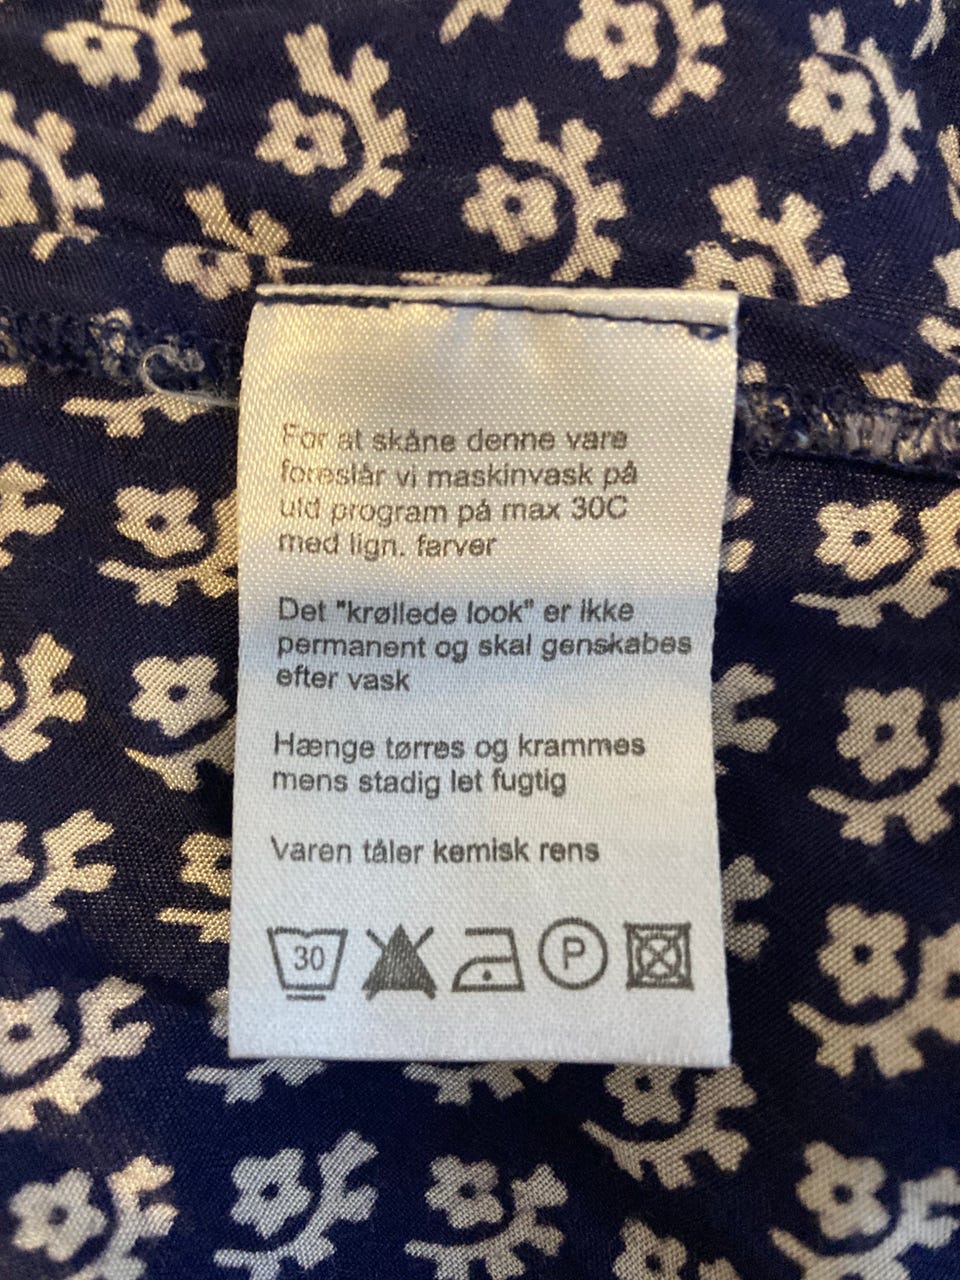 For at skåne denne vare
foreslår vi maskinvask på
uld program på max 30C
med lign. farver
Det "krøllede look" er ikke
permanent og skal genskabes
efter vask
Hænge tørres og krammes
mens stadig let fugtig
Varen tåler kemisk rens
30 P